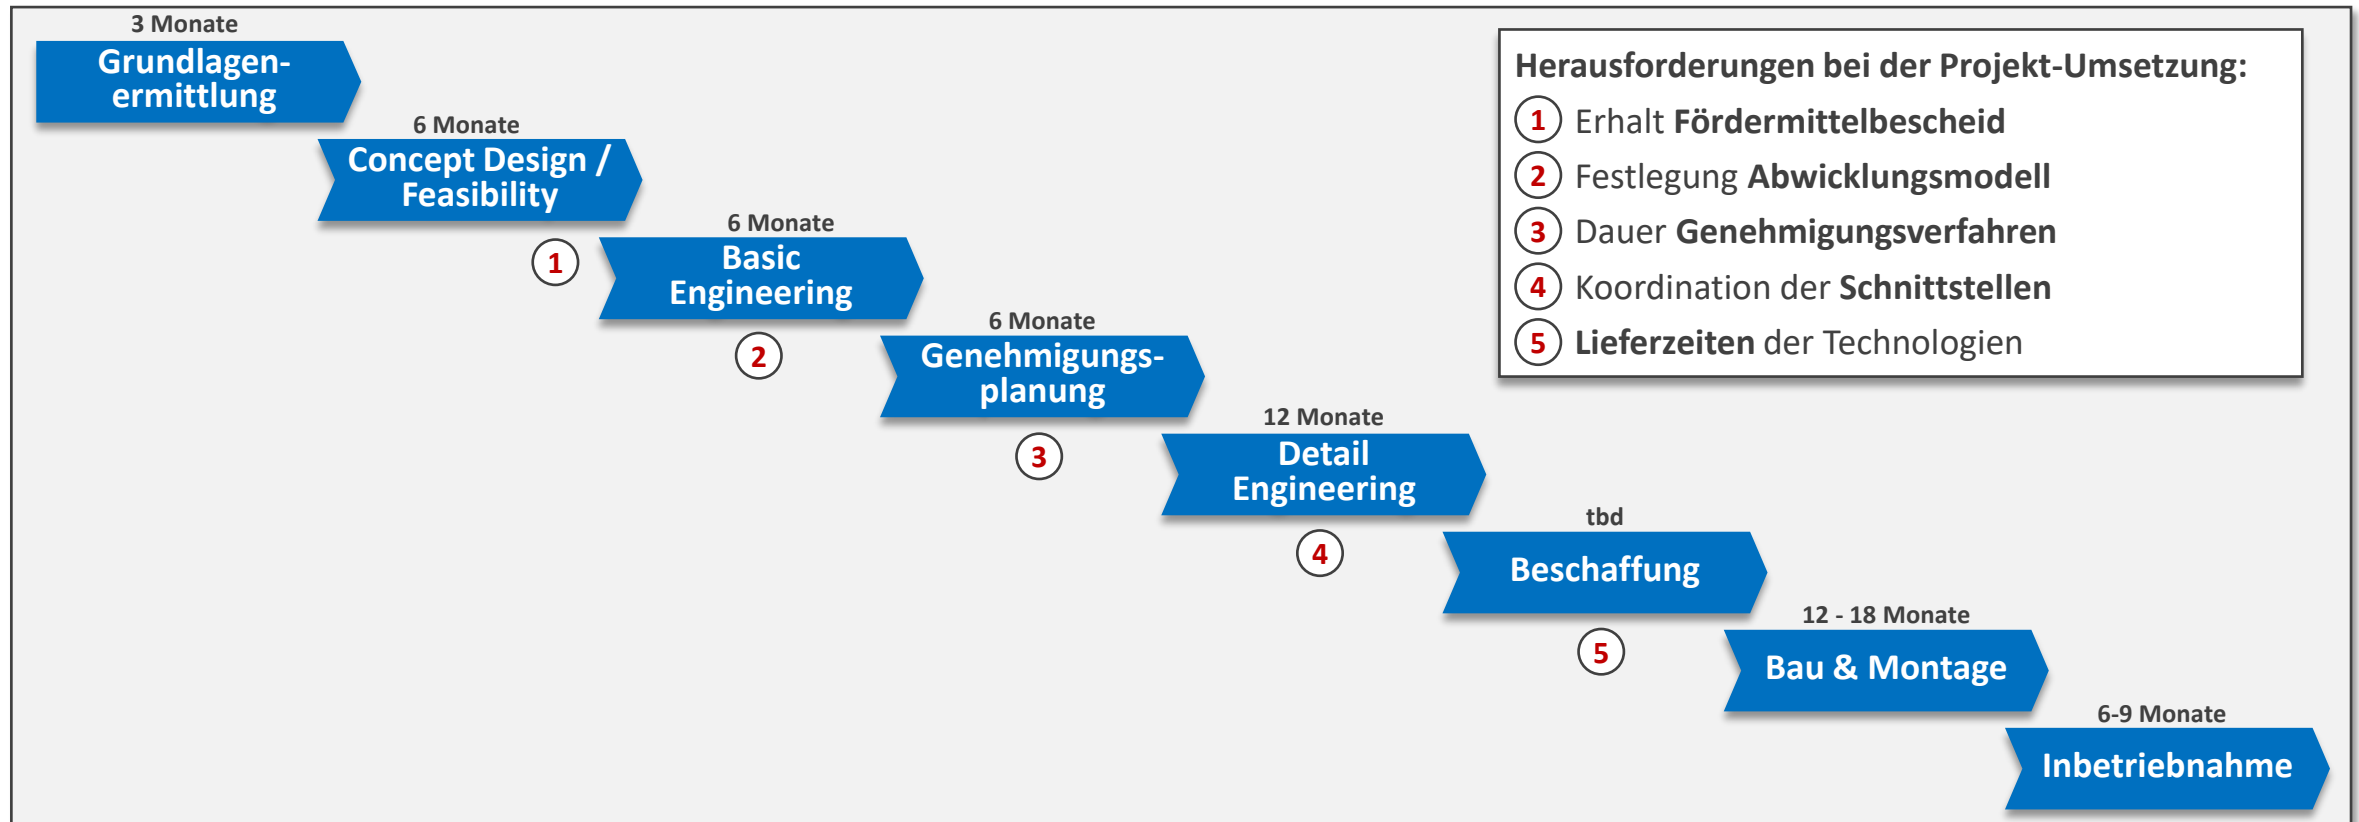 3 Monate
Grundlagen-
ermittlung
6 Monate
Concept Design /
Feasibility
1
6 Monate
Basic
Engineering
2
6 Monate
Genehmigungs-
planung
3
12 Monate
Detail
Engineering
4
tbd
Beschaffung
5
12 - 18 Monate
Bau & Montage
6-9 Monate
Inbetriebnahme
Herausforderungen bei der Projekt-Umsetzung:
1 Erhalt Fördermittelbescheid
2 Festlegung Abwicklungsmodell
3 Dauer Genehmigungsverfahren
4 Koordination der Schnittstellen
5 Lieferzeiten der Technologien